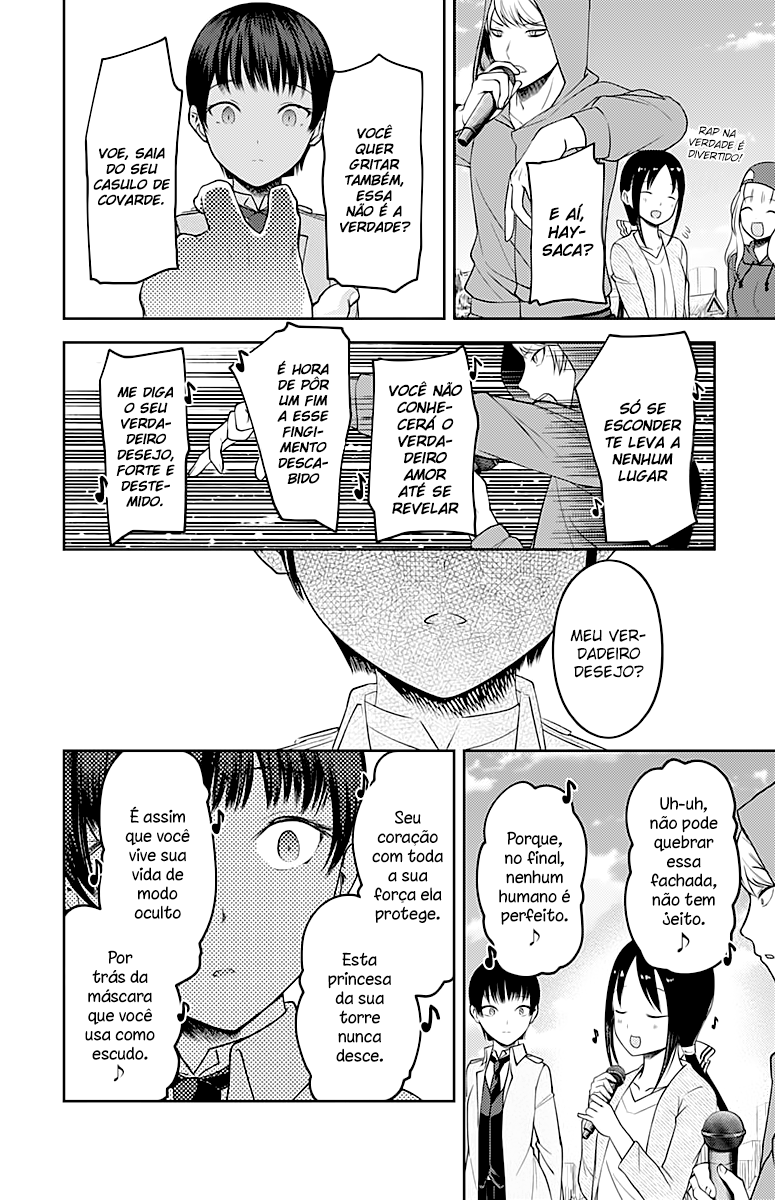 RAP NA
VERDADE É
DIVERTIDO!
E AÍ,
HAY-
SACA?
VOCÊ
QUER
GRITAR
TAMBÉM,
ESSA
NÃO É A
VERDADE?
VOE, SAIA
DO SEU
CASULO DE
COVARDE.
SÓ SE
ESCONDER
TE LEVA A
NENHUM
LUGAR
VOCÊ NÃO
CONHE-
CERÁ O
VERDA-
DEIRO
AMOR
ATÉ SE
REVELAR
É HORA
DE PÔR
UM FIM
A ESSE
FINGI-
MENTO
DESCA-
BIDO
ME DIGA
O SEU
VERDA-
DEIRO
DESEJO,
FORTE E
DESTE-
MIDO.
MEU VER-
DADEIRO
DESEJO?
Uh-uh,
não pode
quebrar
essa
fachada,
não tem
jeito.
♪
Porque,
no final,
nenhum
humano é
perfeito.
♪
Seu
coração
com toda
a sua
força ela
protege.
Esta
princesa
da sua
torre
nunca
desce.
É assim
que você
vive sua
vida de
modo
oculto
Por
trás da
máscara
que você
usa como
escudo.
♪